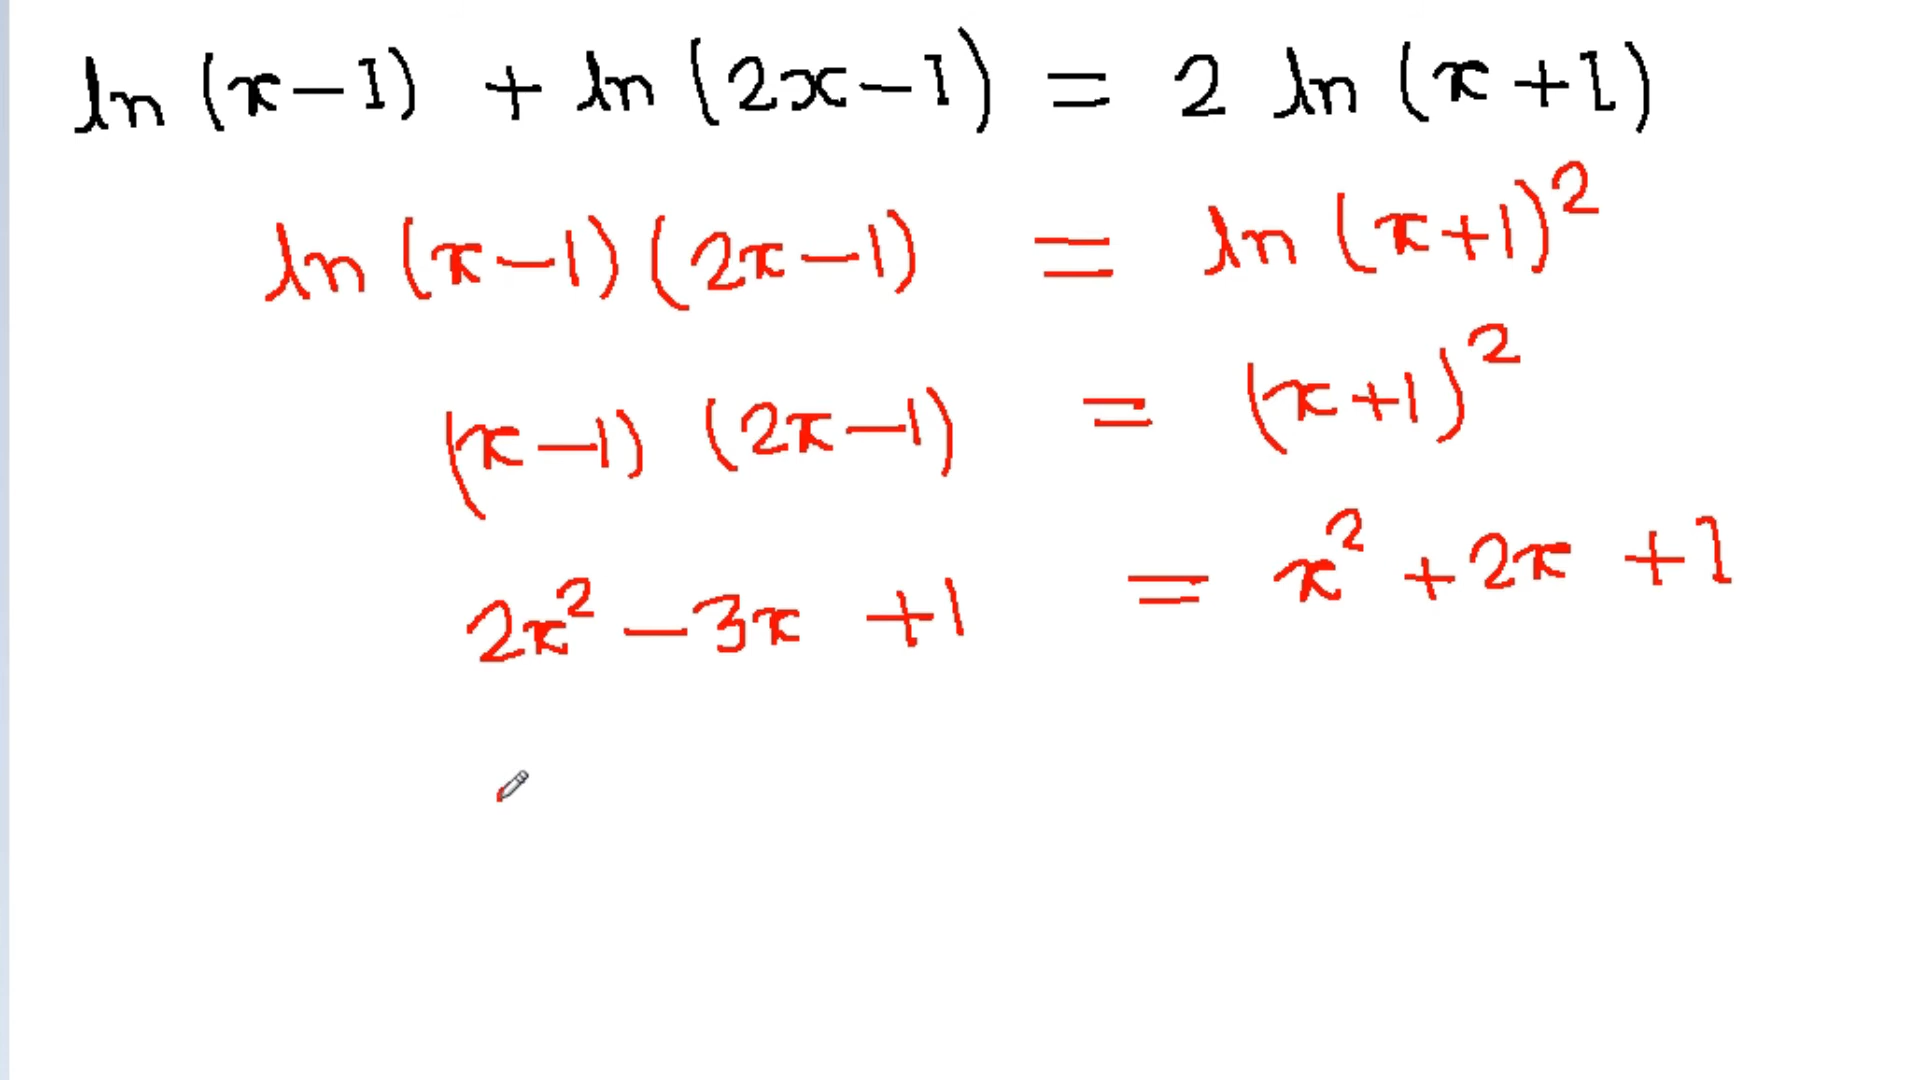 ln (x-1) + ln (2x-1) = 2 ln (x+1)
ln (x-1) (2x-1) = ln (x+1)²
(x-1) (2x-1) = (x+1)²
2x² - 3x + 1 = x² + 2x + 1